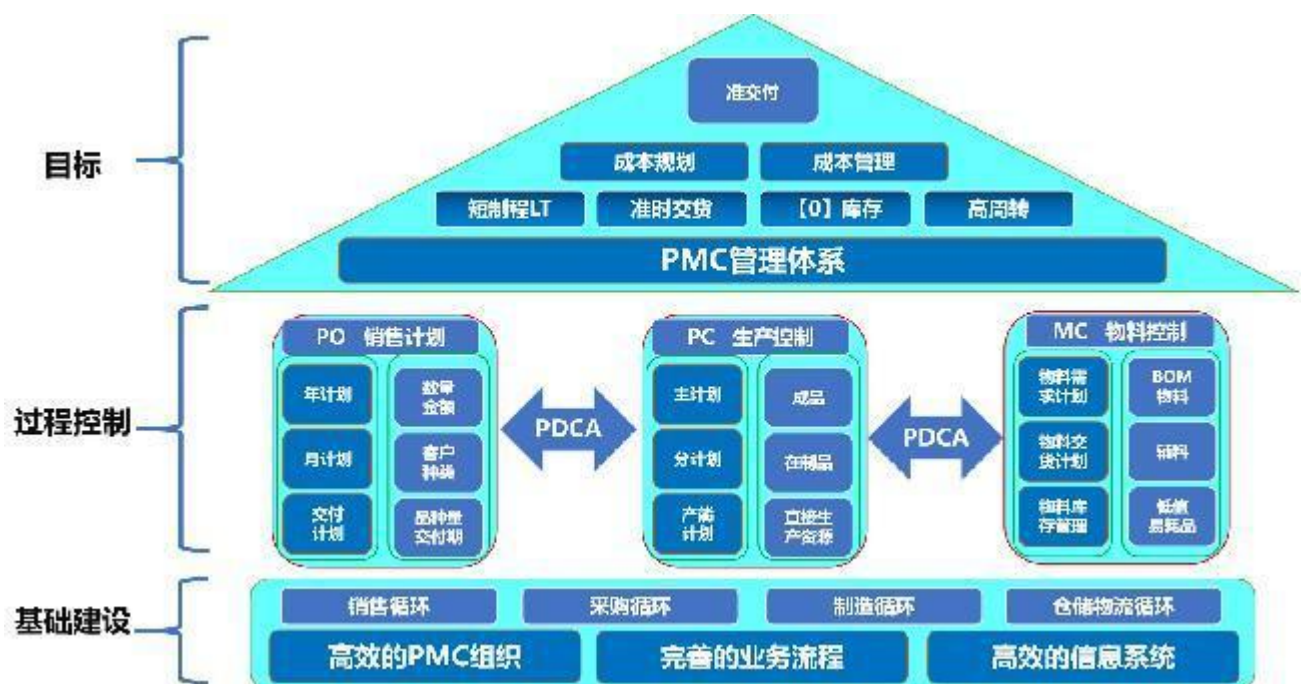 准交付
目标
成本规划
成本管理
短制程LT
准时交货
【0】库存
高周转
PMC管理体系
过程控制
PO 销售计划
年计划
数量
金额
月计划
客户
种类
交付
计划
品种量
交付期
PDCA
PC 生产控制
主计划
成品
分计划
在制品
产能
计划
直接生
产资源
PDCA
MC 物料控制
物料需
求计划
BOM
物料
物料交
货计划
辅料
物料库
存管理
低值
易耗品
基础建设
销售循环
采购循环
制造循环
仓储物流循环
高效的PMC组织
完善的业务流程
高效的信息系统